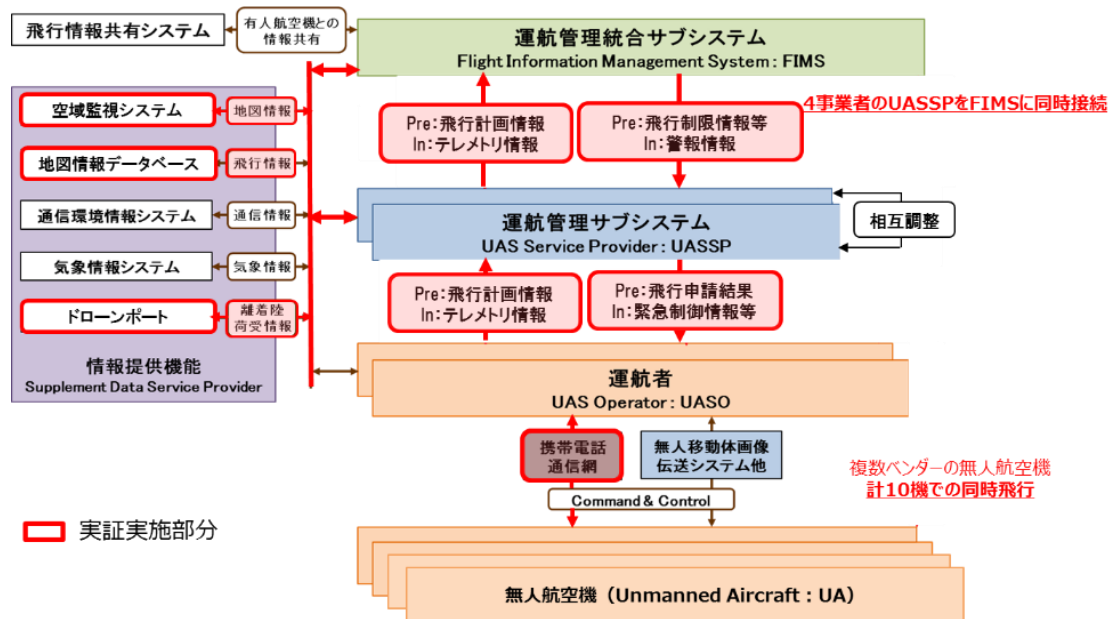 飛行情報共有システム
有人航空機との
情報共有
運航管理統合サブシステム
Flight Information Management System : FIMS
4事業者のUASSPをFIMSに同時接続
空域監視システム
地図情報
地図情報データベース
飛行情報
通信環境情報システム
通信情報
気象情報システム
気象情報
ドローンポート
離着陸
荷受情報
情報提供機能
Supplement Data Service Provider
Pre:飛行計画情報
In:テレメトリ情報
Pre:飛行制限情報等
In:警報情報
運航管理サブシステム
UAS Service Provider : UASSP
相互調整
Pre:飛行計画情報
In:テレメトリ情報
Pre:飛行申請結果
In:緊急制御情報等
運航者
UAS Operator : UASO
携帯電話
通信網
無人移動体画像
伝送システム他
Command & Control
複数ベンダーの無人航空機
計10機での同時飛行
実証実施部分
無人航空機（Unmanned Aircraft : UA）